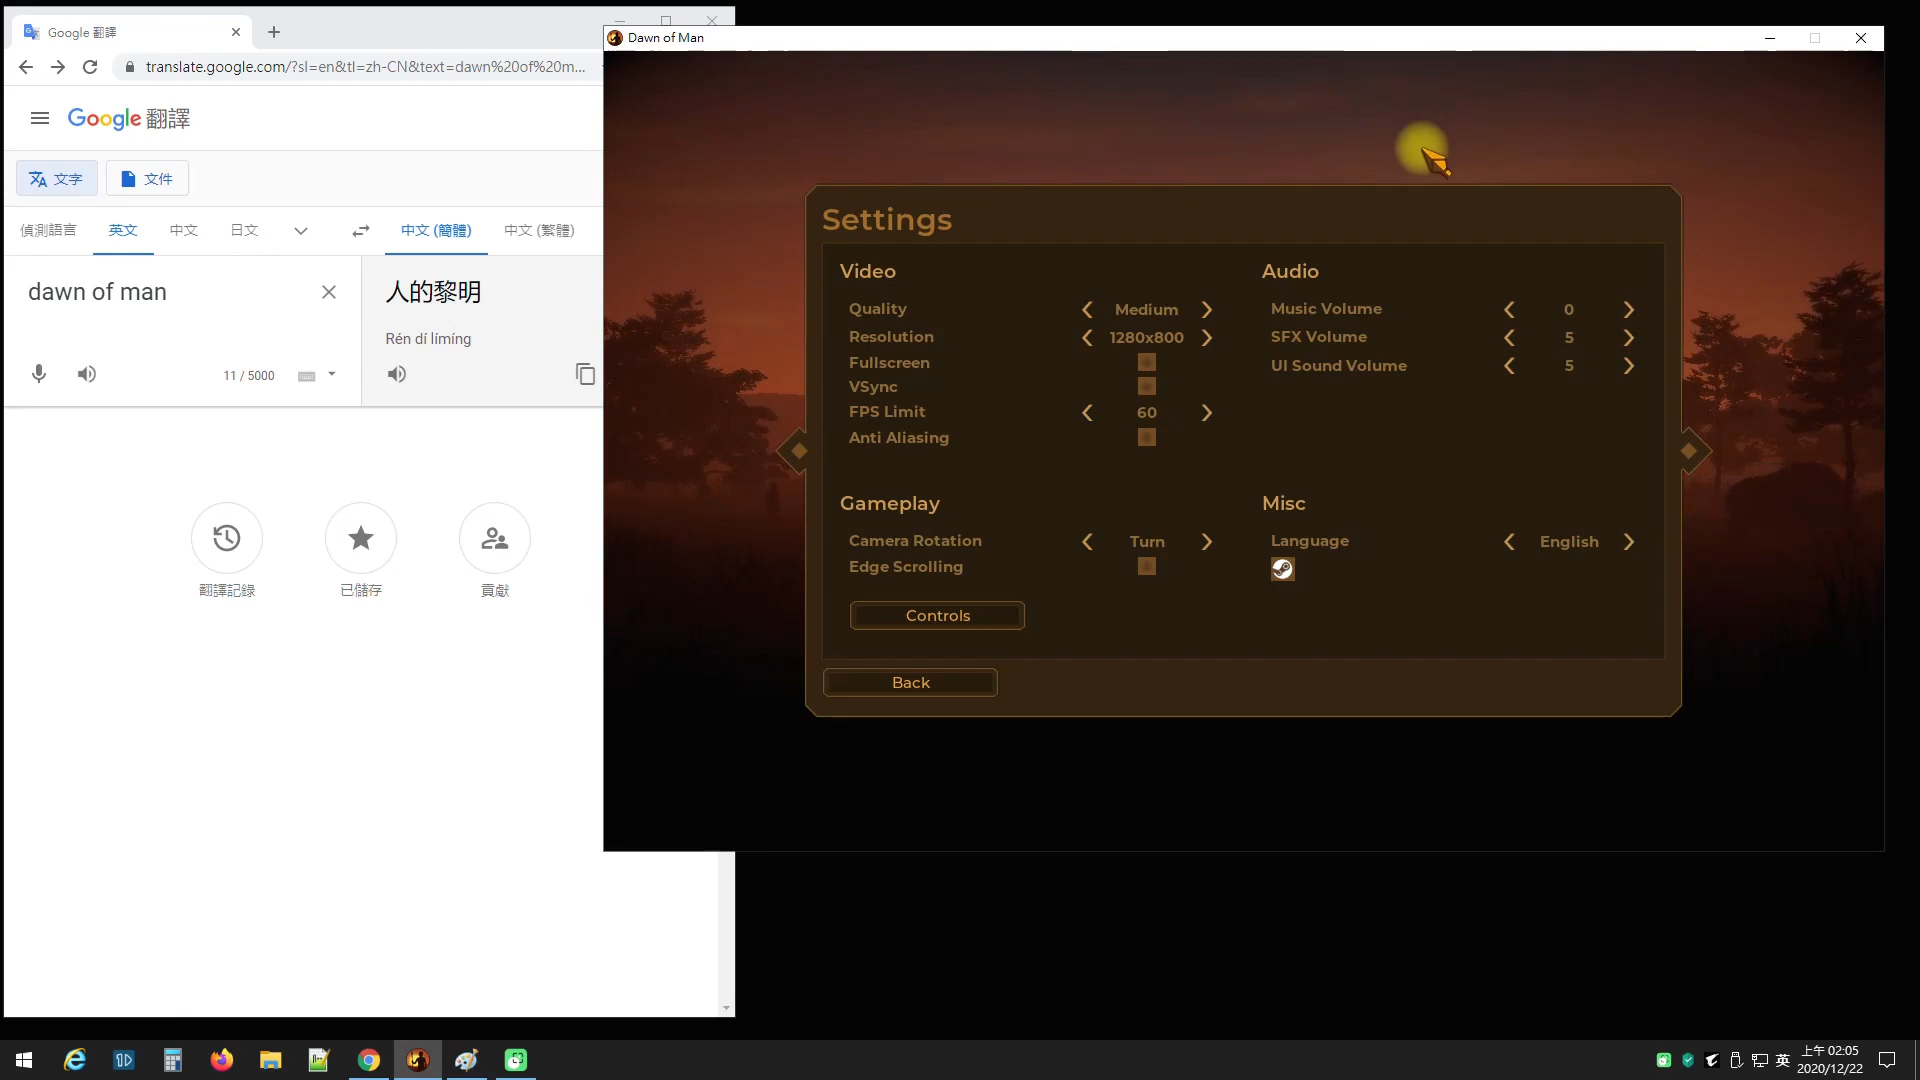 Google 翻譯
translate.google.com/?sl=en&tl=zh-CN&text=dawn%20of%20m...
Google 翻譯
文字
文件
偵測語言
英文
中文
日文
中文 (簡體)
中文 (繁體)
dawn of man
人的黎明
Rén dí límíng
11 / 5000
翻譯記錄
已儲存
貢獻
Dawn of Man
Settings
Video
Quality
Medium
Resolution
1280x800
Fullscreen
VSync
FPS Limit
60
Anti Aliasing
Audio
Music Volume
0
SFX Volume
5
UI Sound Volume
5
Gameplay
Camera Rotation
Turn
Edge Scrolling
Controls
Misc
Language
English
Back
英
上午 02:05
2020/12/22